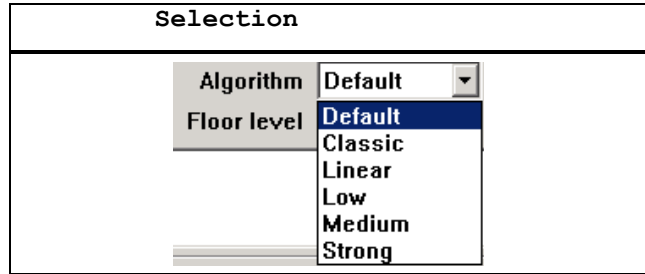 Selection
Algorithm Default
Floor level Default
Classic
Linear
Low
Medium
Strong